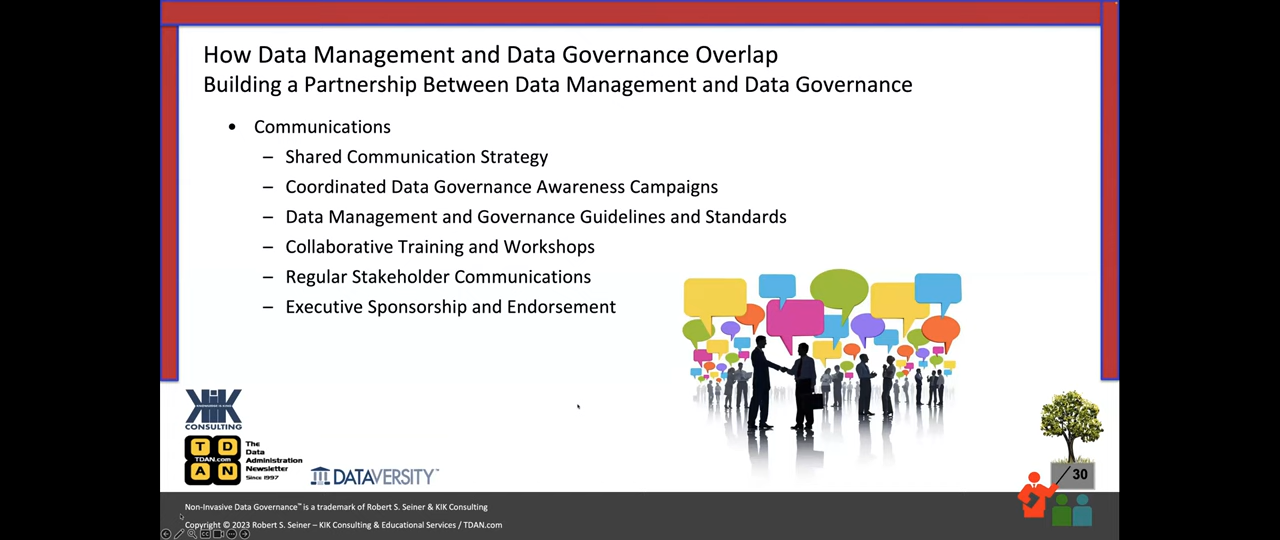 How Data Management and Data Governance Overlap
Building a Partnership Between Data Management and Data Governance
• Communications
– Shared Communication Strategy
– Coordinated Data Governance Awareness Campaigns
– Data Management and Governance Guidelines and Standards
– Collaborative Training and Workshops
– Regular Stakeholder Communications
– Executive Sponsorship and Endorsement
KIK
CONSULTING
T D
TDAN.com
A N
The
Data
Administration
Newsletter
Since 1997
DATAVERSITY™
/ 30
Non-Invasive Data Governance™ is a trademark of Robert S. Seiner & KIK Consulting
Copyright © 2023 Robert S. Seiner – KIK Consulting & Educational Services / TDAN.com